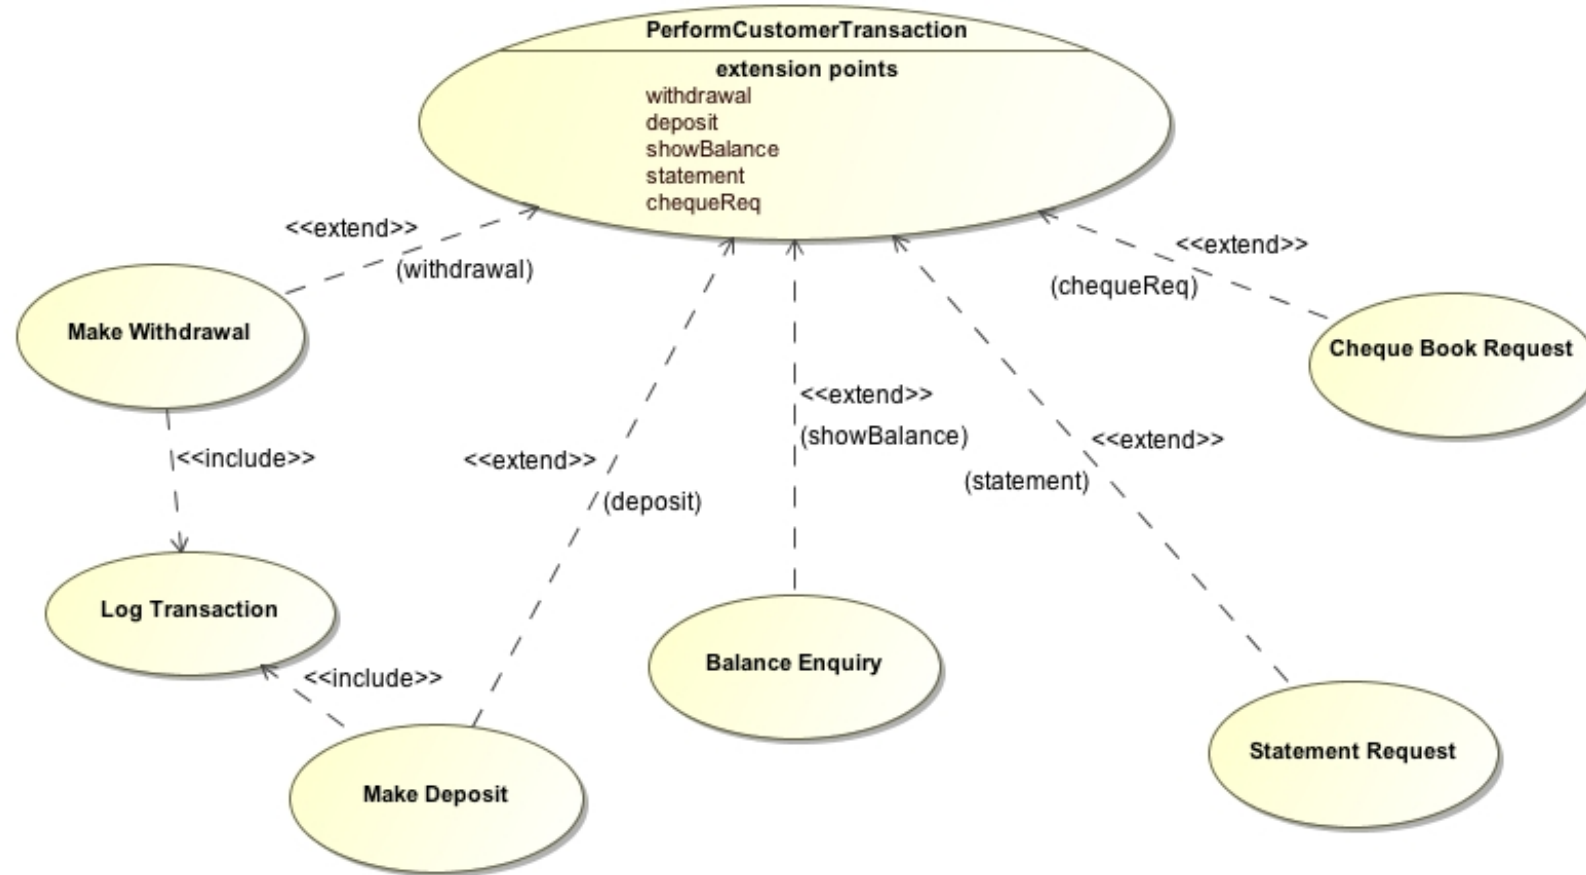 PerformCustomerTransaction
extension points
withdrawal
deposit
showBalance
statement
chequeReq
<<extend>>
(withdrawal)
<<extend>>
(chequeReq)
Make Withdrawal
Cheque Book Request
<<extend>>
(showBalance)
<<include>>
<<extend>>
(deposit)
<<extend>>
(statement)
Log Transaction
<<include>>
Balance Enquiry
Statement Request
Make Deposit